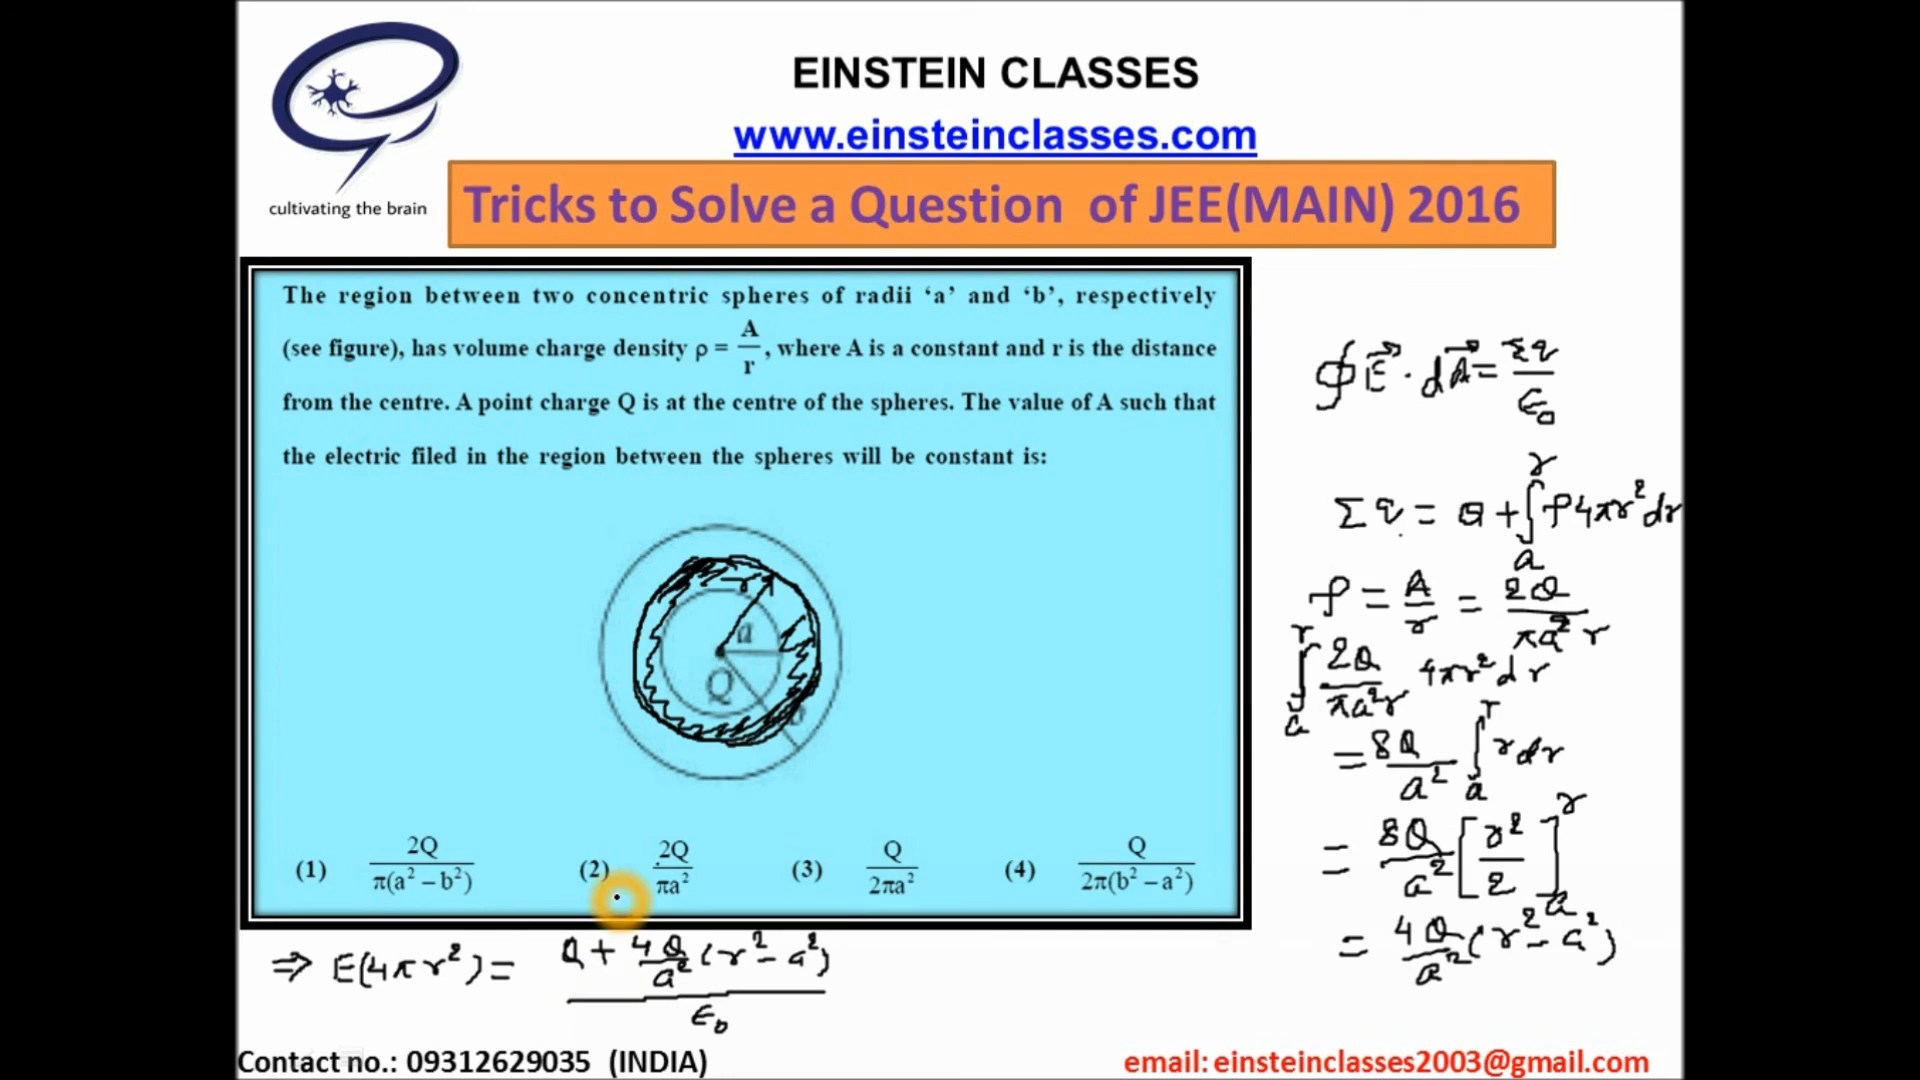 EINSTEIN CLASSES
www.einsteinclasses.com
cultivating the brain
Tricks to Solve a Question of JEE(MAIN) 2016
The region between two concentric spheres of radii ‘a’ and ‘b’, respectively
(see figure), has volume charge density ρ = A/r, where A is a constant and r is the distance
from the centre. A point charge Q is at the centre of the spheres. The value of A such that
the electric filed in the region between the spheres will be constant is:
r
a
Q
b
(1) 2Q/π(a² – b²) (2) 2Q/πa² (3) Q/2πa² (4) Q/2π(b² – a²)
∮E⃗ · dA⃗ = Σq/ε₀
Σq = Q + ∫ₐʳ ρ4πr²dr
ρ = A/r = 2Q/πa²r
∫ₐʳ 2Q/πa²r 4πr²dr
= 8Q/a² ∫ₐʳ rdr
= 8Q/a² [r²/2]ₐʳ
= 4Q/a² (r² – a²)
⇒ E(4πr²) = Q + 4Q/a² (r² – a²) / ε₀
Contact no.: 09312629035 (INDIA)
email: einsteinclasses2003@gmail.com